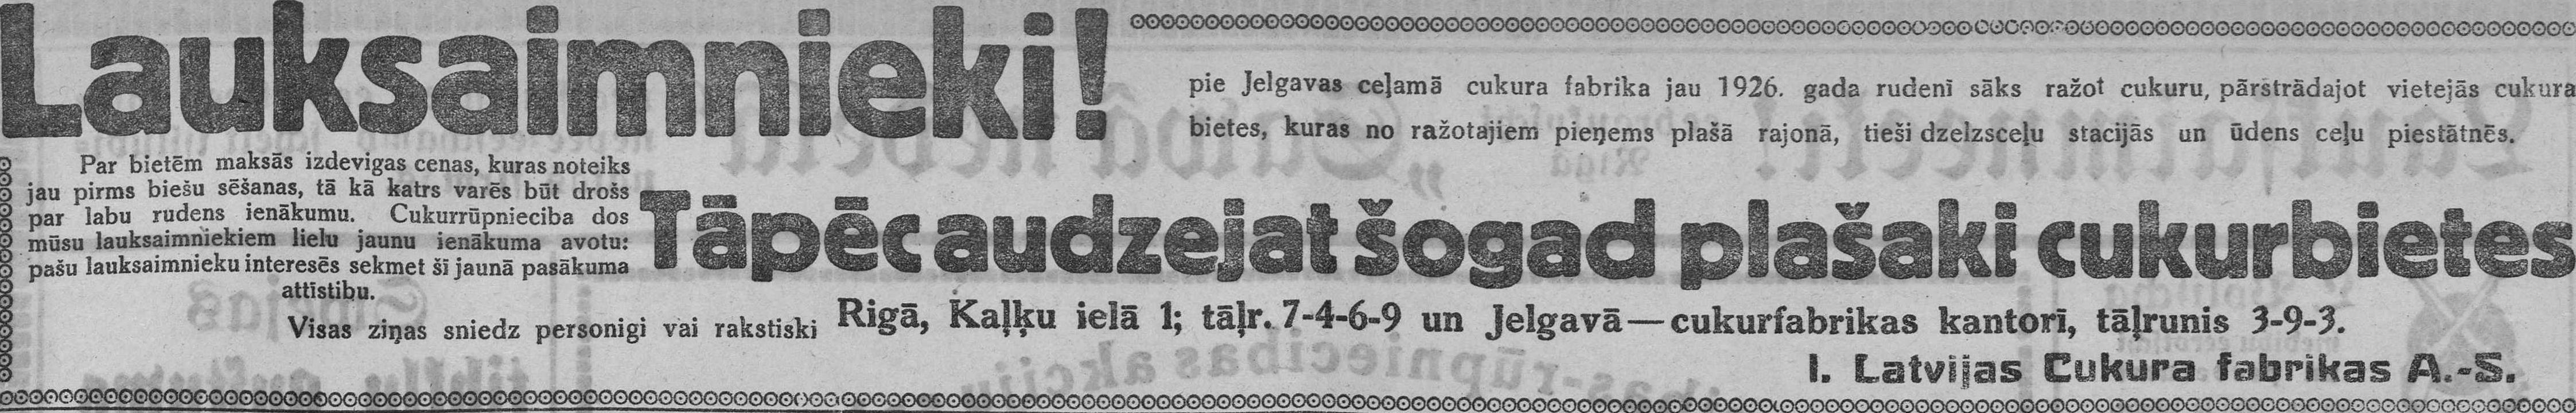 Lauksaimnieki!
pie Jelgavas ceļamā cukura fabrika jau 1926. gada rudenī sāks ražot cukuru, pārstrādajot vietejās cukura
bietes, kuras no ražotajiem pieņems plašā rajonā, tieši dzelzsceļu stacijās un ūdens ceļu piestātnēs.
Par bietēm maksās izdevigas cenas, kuras noteiks
jau pirms biešu sēšanas, tā kā katrs varēs būt drošs
par labu rudens ienākumu. Cukurrūpnieciba dos
mūsu lauksaimniekiem lielu jaunu ienākuma avotu:
pašu lauksaimnieku interesēs sekmet ši jaunā pasākuma
attīstibu.
Tāpēc audzejat šogad plašaki cukurbietes
Visas ziņas sniedz personigi vai rakstiski Rigā, Kaļķu ielā 1; tāļr. 7-4-6-9 un Jelgavā—cukurfabrikas kantorī, tāļrunis 3-9-3.
I. Latvijas Cukura fabrikas A.-S.